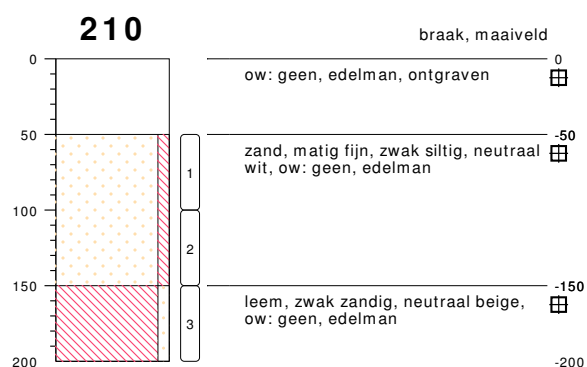 210
braak, maaiveld
0
0
ow: geen, edelman, ontgraven
50
-50
zand, matig fijn, zwak siltig, neutraal
wit, ow: geen, edelman
1
100
2
150
-150
leem, zwak zandig, neutraal beige,
ow: geen, edelman
3
200
-200